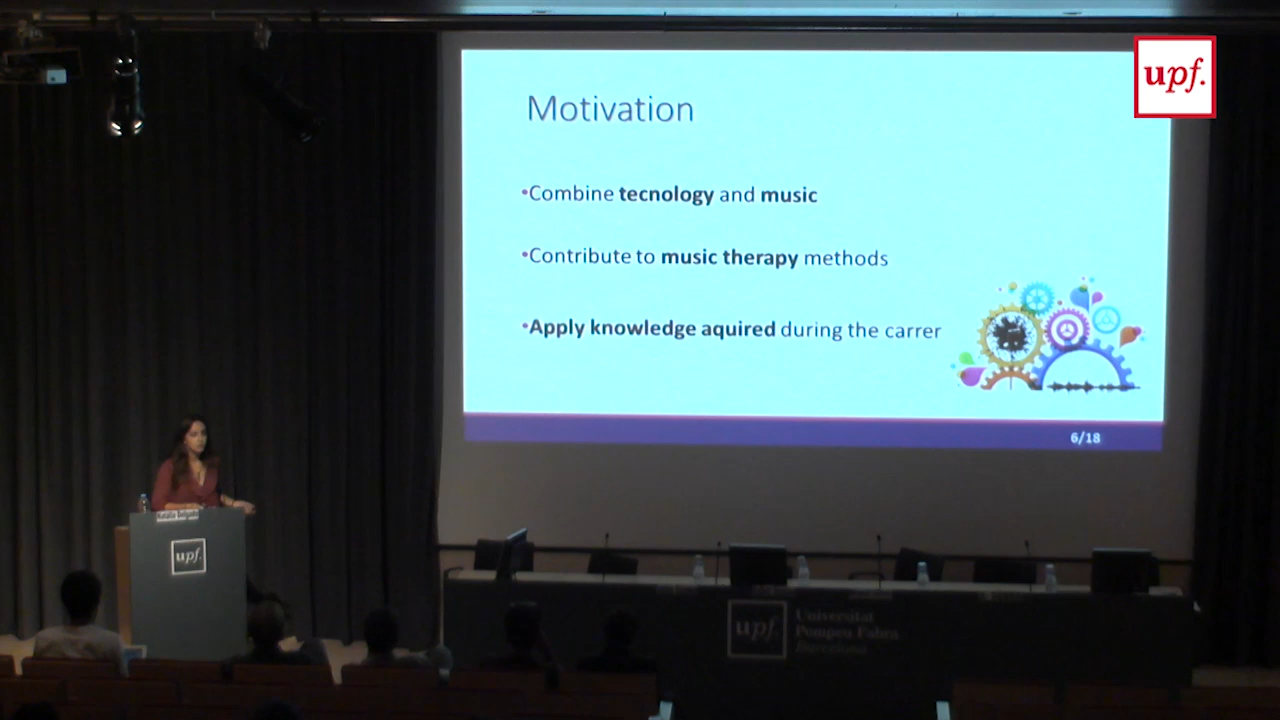 upf.
Motivation
•Combine tecnology and music
•Contribute to music therapy methods
•Apply knowledge aquired during the carrer
6/18
upf.
upf.
Universitat
Pompeu Fabra
Barcelona